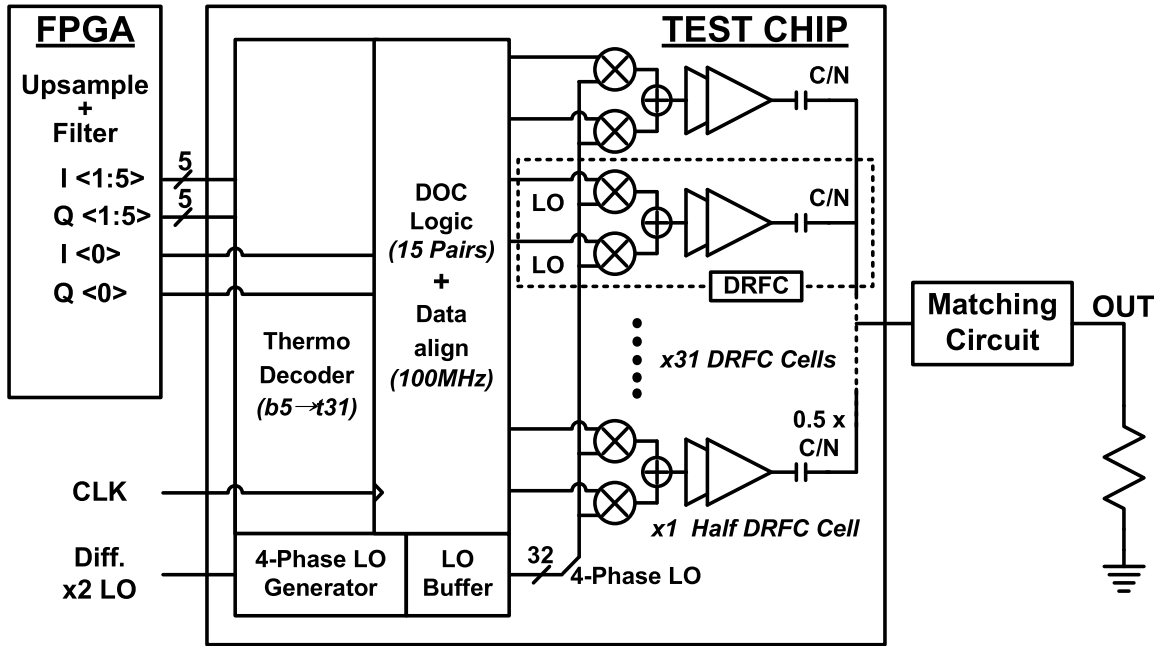 FPGA
Upsample
+
Filter
I <1:5>
5
Q <1:5>
5
I <0>
Q <0>
CLK
Diff.
x2 LO
TEST CHIP
Thermo
Decoder
(b5→t31)
DOC
Logic
(15 Pairs)
+
Data
align
(100MHz)
4-Phase LO
Generator
LO
Buffer
32
4-Phase LO
C/N
LO
LO
C/N
DRFC
x31 DRFC Cells
0.5 x
C/N
x1 Half DRFC Cell
Matching
Circuit
OUT